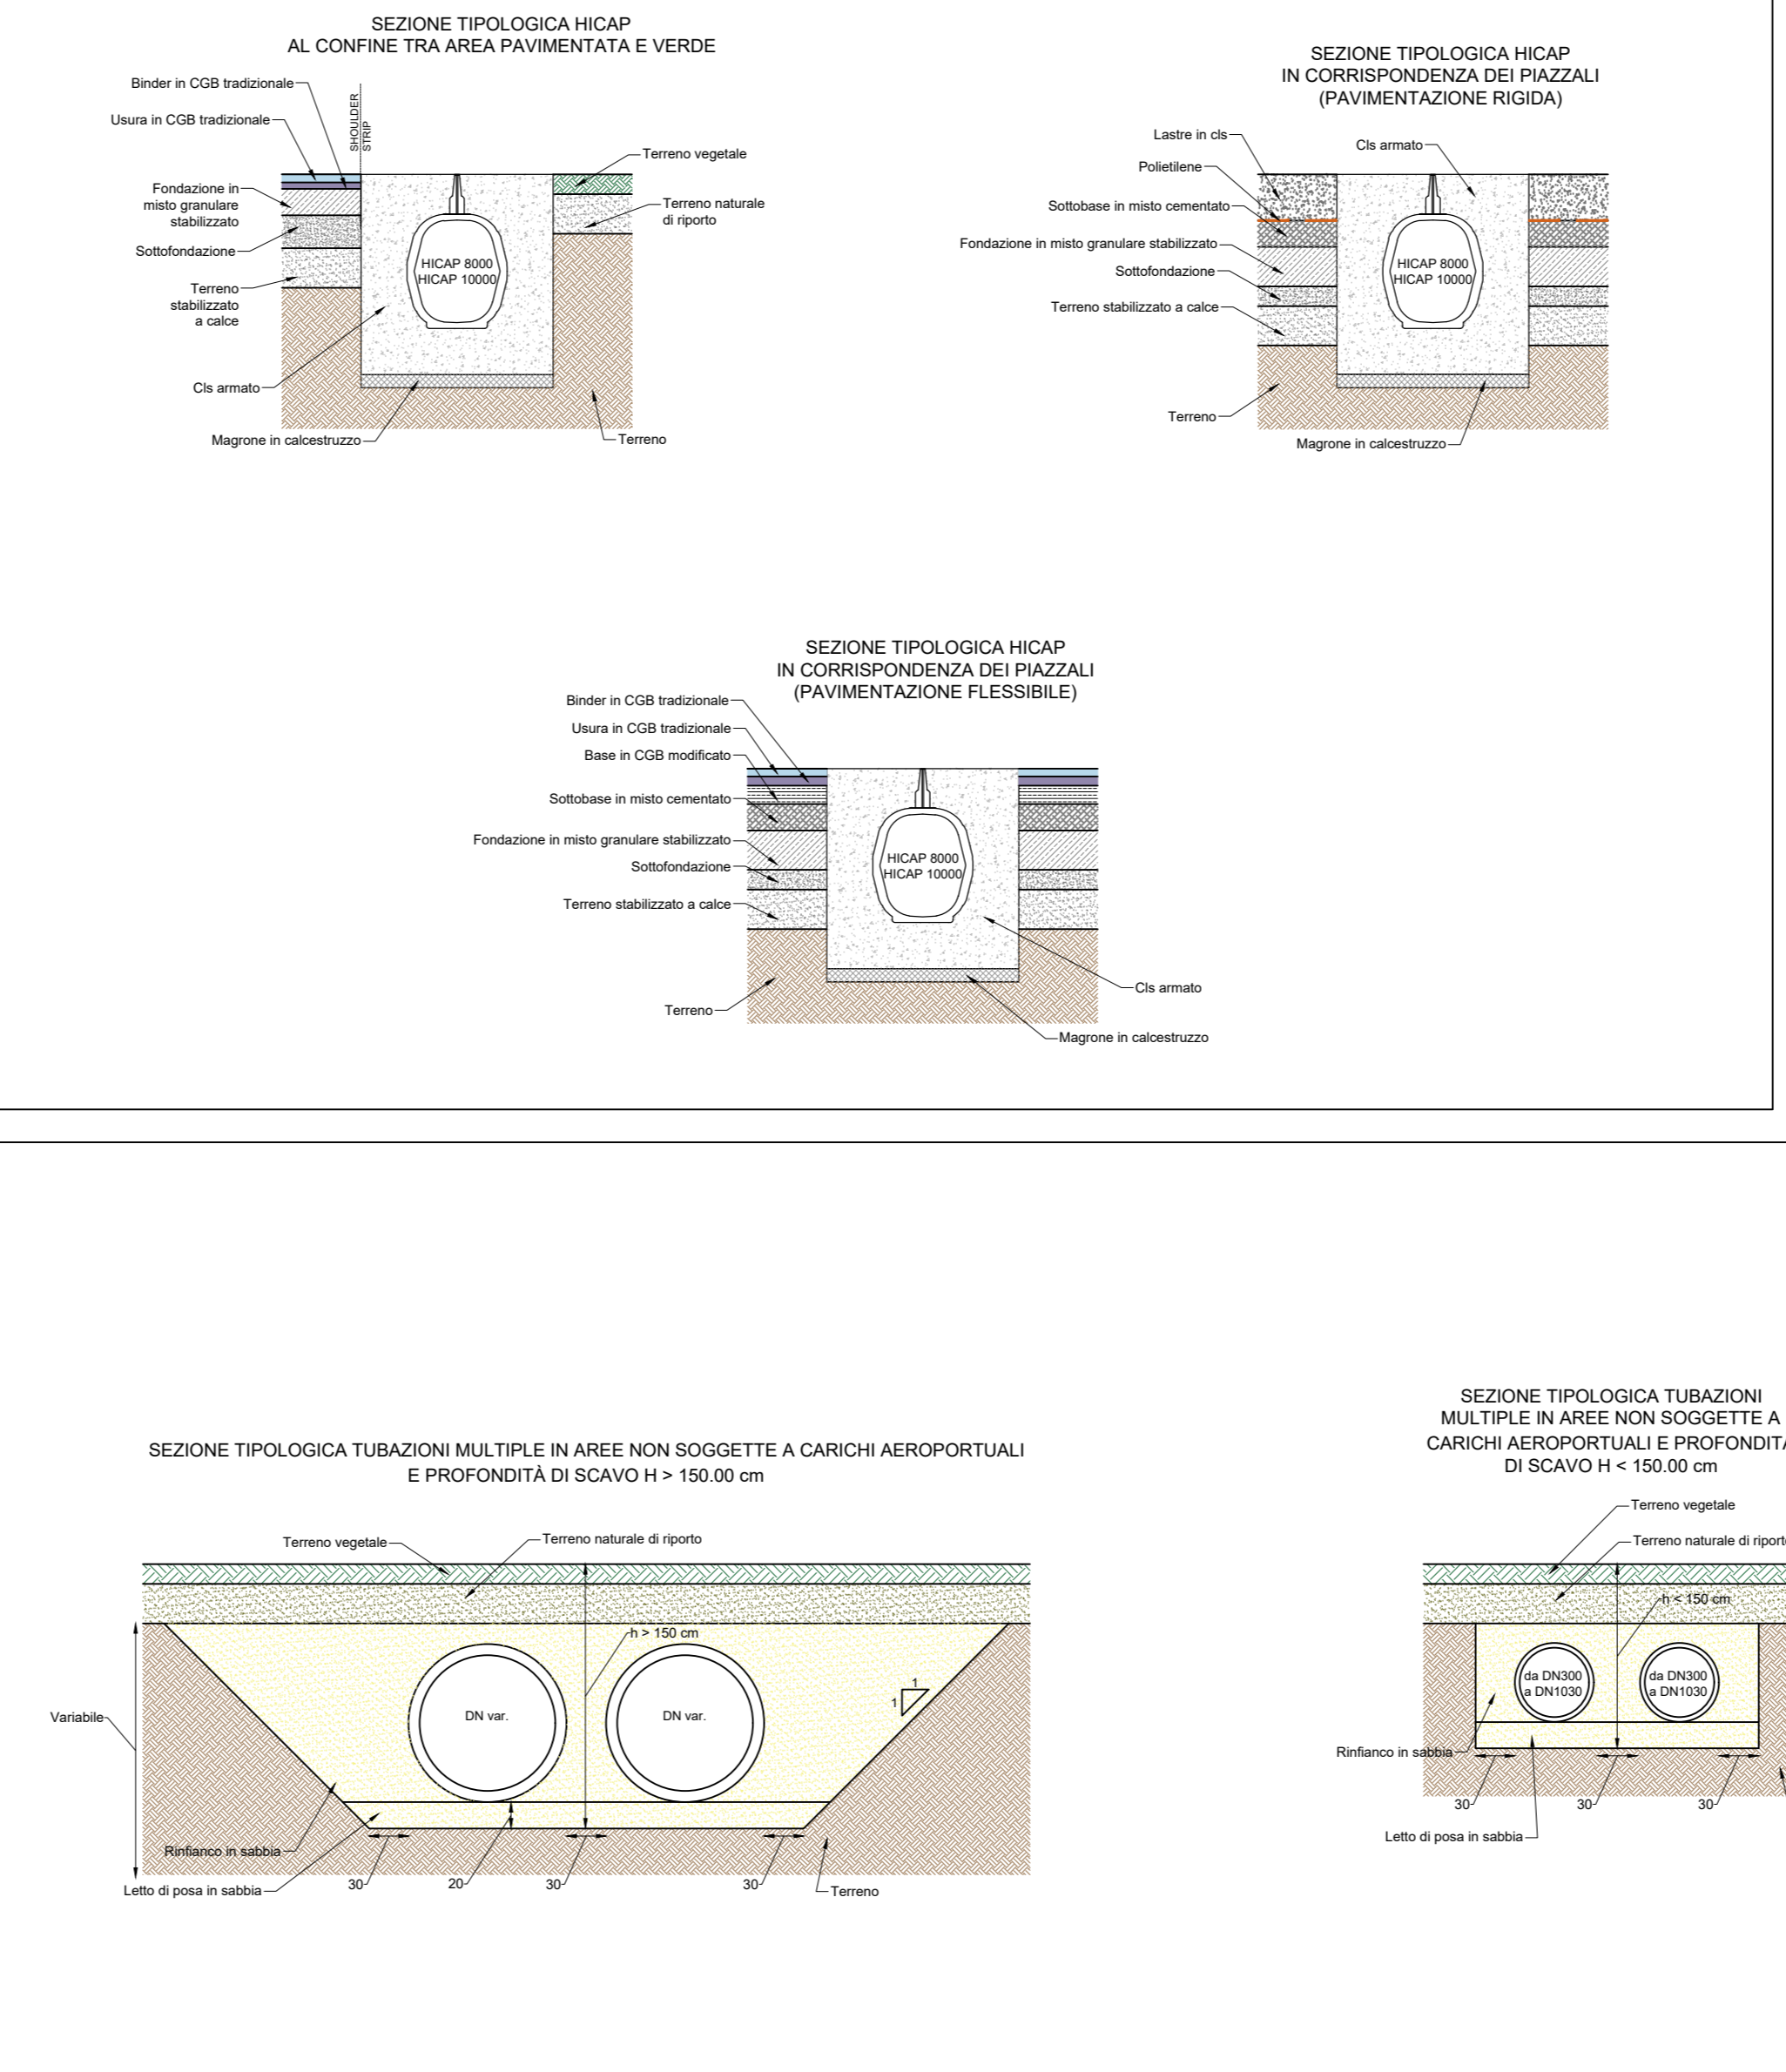 SEZIONE TIPOLOGICA HICAP
AL CONFINE TRA AREA PAVIMENTATA E VERDE
Binder in CGB tradizionale
Usura in CGB tradizionale
SHOULDER
STRIP
Terreno vegetale
Fondazione in
misto granulare
stabilizzato
Terreno naturale
di riporto
Sottofondazione
HICAP 8000
HICAP 10000
Terreno
stabilizzato
a calce
Cls armato
Magrone in calcestruzzo
Terreno
SEZIONE TIPOLOGICA HICAP
IN CORRISPONDENZA DEI PIAZZALI
(PAVIMENTAZIONE RIGIDA)
Lastre in cls
Cls armato
Polietilene
Sottobase in misto cementato
Fondazione in misto granulare stabilizzato
Sottofondazione
HICAP 8000
HICAP 10000
Terreno stabilizzato a calce
Terreno
Magrone in calcestruzzo
SEZIONE TIPOLOGICA HICAP
IN CORRISPONDENZA DEI PIAZZALI
(PAVIMENTAZIONE FLESSIBILE)
Binder in CGB tradizionale
Usura in CGB tradizionale
Base in CGB modificato
Sottobase in misto cementato
Fondazione in misto granulare stabilizzato
Sottofondazione
HICAP 8000
HICAP 10000
Terreno stabilizzato a calce
Cls armato
Terreno
Magrone in calcestruzzo
SEZIONE TIPOLOGICA TUBAZIONI MULTIPLE IN AREE NON SOGGETTE A CARICHI AEROPORTUALI
E PROFONDITÀ DI SCAVO H > 150.00 cm
Terreno vegetale
Terreno naturale di riporto
h > 150 cm
1
1
DN var.
DN var.
Variabile
Rinfianco in sabbia
Letto di posa in sabbia
30
20
30
30
Terreno
SEZIONE TIPOLOGICA TUBAZIONI
MULTIPLE IN AREE NON SOGGETTE A
CARICHI AEROPORTUALI E PROFONDITÀ
DI SCAVO H < 150.00 cm
Terreno vegetale
Terreno naturale di riporto
h < 150 cm
da DN300
a DN1030
da DN300
a DN1030
Rinfianco in sabbia
30
30
30
Letto di posa in sabbia